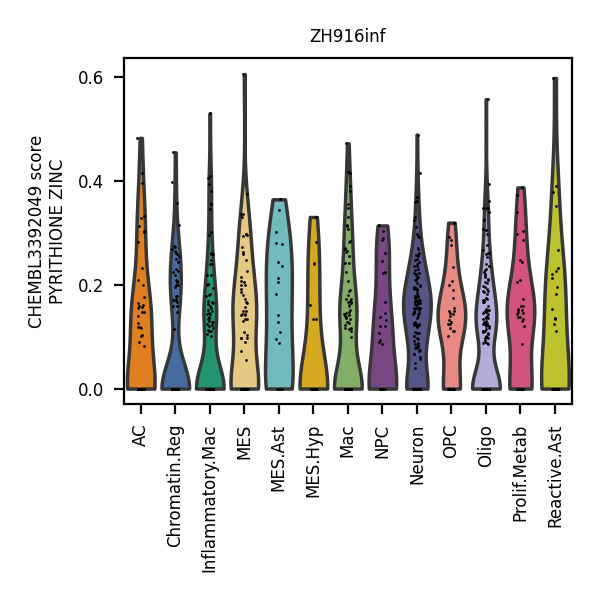 ZH916inf
CHEMBL3392049 score
PYRITHIONE ZINC
0.6
0.4
0.2
0.0
AC
Chromatin.Reg
Inflammatory.Mac
MES
MES.Ast
MES.Hyp
Mac
NPC
Neuron
OPC
Oligo
Prolif.Metab
Reactive.Ast